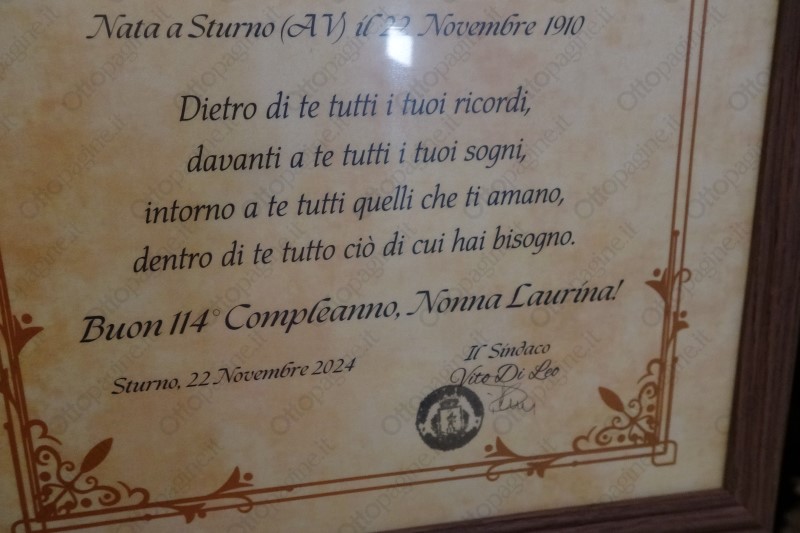 Nata a Sturno (AV) il 22 Novembre 1910
Dietro di te tutti i tuoi ricordi,
davanti a te tutti i tuoi sogni,
intorno a te tutti quelli che ti amano,
dentro di te tutto ciò di cui hai bisogno.
Buon 114° Compleanno, Nonna Laurina!
Sturno, 22 Novembre 2024
Il Sindaco
Vito Di Leo
Ottopagine.it